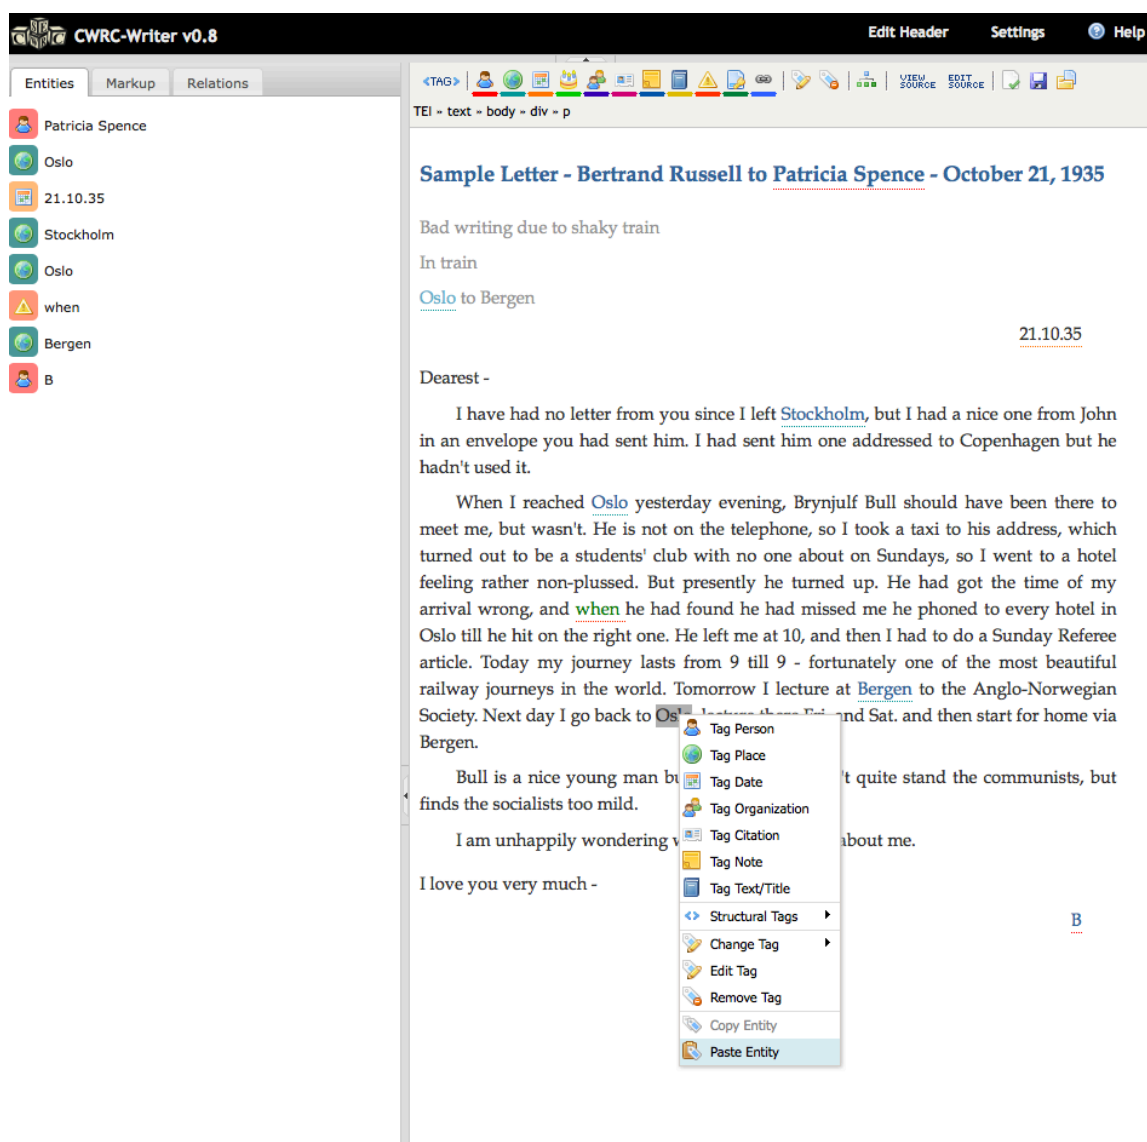 CWRC-Writer v0.8
Edit Header Settings Help
Entities Markup Relations
<TAG> VIEW SOURCE EDIT SOURCE
TEI » text » body » div » p
Patricia Spence
Oslo
21.10.35
Stockholm
Oslo
when
Bergen
B
Sample Letter - Bertrand Russell to Patricia Spence - October 21, 1935
Bad writing due to shaky train
In train
Oslo to Bergen
21.10.35
Dearest -
I have had no letter from you since I left Stockholm, but I had a nice one from John
in an envelope you had sent him. I had sent him one addressed to Copenhagen but he
hadn't used it.
When I reached Oslo yesterday evening, Brynjulf Bull should have been there to
meet me, but wasn't. He is not on the telephone, so I took a taxi to his address, which
turned out to be a students' club with no one about on Sundays, so I went to a hotel
feeling rather non-plussed. But presently he turned up. He had got the time of my
arrival wrong, and when he had found he had missed me he phoned to every hotel in
Oslo till he hit on the right one. He left me at 10, and then I had to do a Sunday Referee
article. Today my journey lasts from 9 till 9 - fortunately one of the most beautiful
railway journeys in the world. Tomorrow I lecture at Bergen to the Anglo-Norwegian
Society. Next day I go back to Oslo, lecture there Fri. and Sat. and then start for home via
Bergen.
Bull is a nice young man bu 't quite stand the communists, but
finds the socialists too mild.
I am unhappily wondering w about me.
I love you very much -
B
Tag Person
Tag Place
Tag Date
Tag Organization
Tag Citation
Tag Note
Tag Text/Title
Structural Tags
Change Tag
Edit Tag
Remove Tag
Copy Entity
Paste Entity